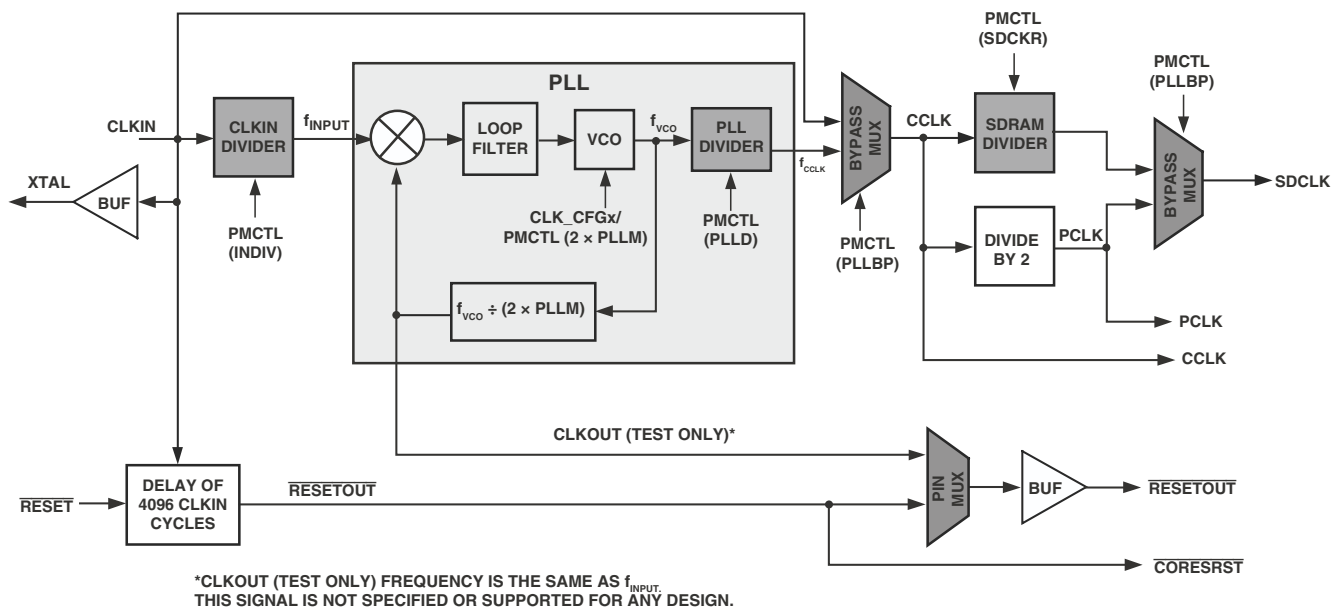 PMCTL
(SDCKR)
PMCTL
(PLLBP)
PLL
CLKIN
CLKIN
DIVIDER
fINPUT
LOOP
FILTER
VCO
fVCO
PLL
DIVIDER
fCCLK
BYPASS
MUX
CCLK
SDRAM
DIVIDER
BYPASS
MUX
SDCLK
XTAL
BUF
PMCTL
(INDIV)
CLK_CFGx/
PMCTL (2 × PLLM)
PMCTL
(PLLD)
PMCTL
(PLLBP)
DIVIDE
BY 2
PCLK
fVCO ÷ (2 × PLLM)
PCLK
CCLK
CLKOUT (TEST ONLY)*
RESET
DELAY OF
4096 CLKIN
CYCLES
RESETOUT
PIN
MUX
BUF
RESETOUT
CORESRST
*CLKOUT (TEST ONLY) FREQUENCY IS THE SAME AS fINPUT.
THIS SIGNAL IS NOT SPECIFIED OR SUPPORTED FOR ANY DESIGN.